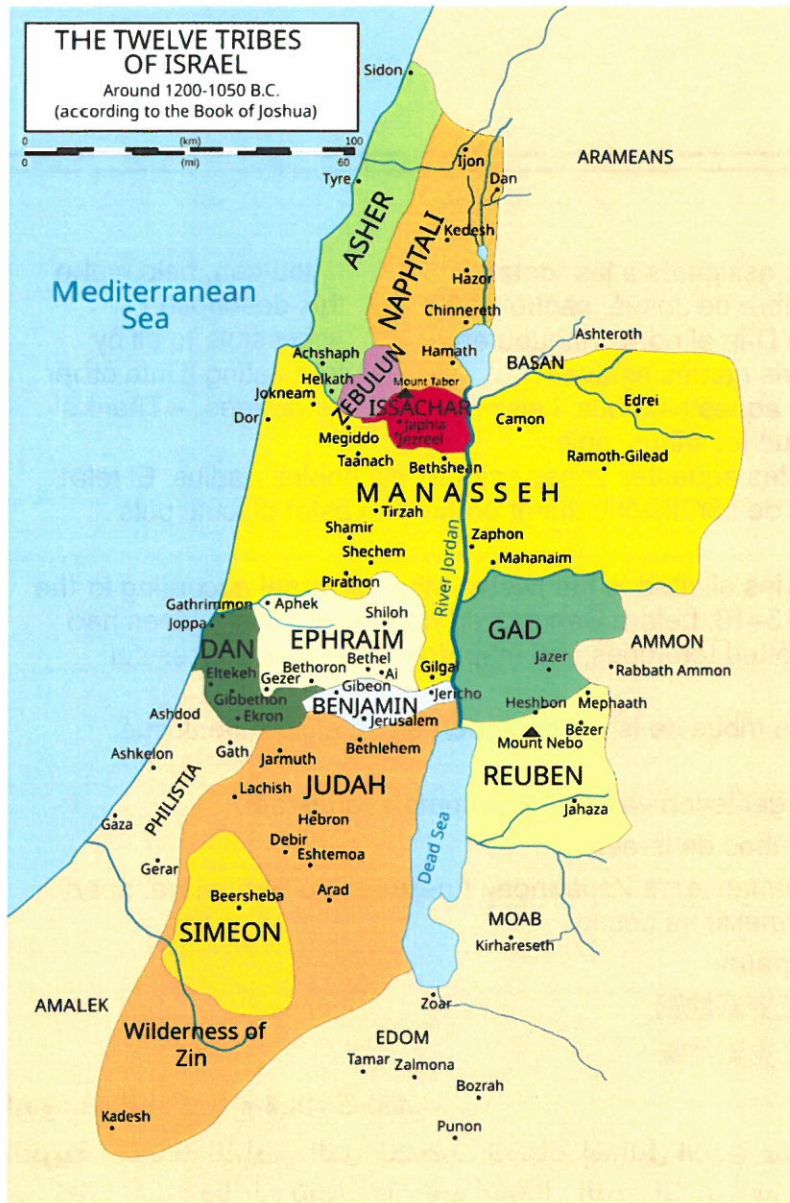 THE TWELVE TRIBES
OF ISRAEL
Around 1200-1050 B.C.
(according to the Book of Joshua)
0 (km) 100
0 (mi) 60
Sidon
ARAMEANS
Ijon
Tyre
Dan
ASHER
Kedesh
NAPHTALI
Hazor
Mediterranean
Sea
Chinnereth
Ashteroth
Achshaph
Hamath
BASAN
Helkath
ZEBULUN
Mount Tabor
Jokneam
ISSACHAR
Edrei
Dor
Japhia
Camon
Megiddo
Jezreel
Taanach
Bethshean
Ramoth-Gilead
MANASSEH
Tirzah
Shamir
Zaphon
Shechem
River Jordan
Mahanaim
Pirathon
Gathrimmon
Aphek
Joppa
Shiloh
DAN
EPHRAIM
GAD
AMMON
Eltekeh
Bethoron
Bethel
Ai
Gilgal
Jazer
Rabbath Ammon
Gezer
Gibbethon
Gibeon
Jericho
Mephaath
BENJAMIN
Heshbon
Ashdod
Ekron
Jerusalem
Bezer
Ashkelon
Gath
Bethlehem
Mount Nebo
Jarmuth
PHILISTIA
JUDAH
REUBEN
Lachish
Jahaza
Gaza
Hebron
Debir
Dead Sea
Gerar
Eshtemoa
Arad
Beersheba
SIMEON
MOAB
Kirhareseth
AMALEK
Zoar
Wilderness of
Zin
EDOM
Tamar
Zalmona
Bozrah
Kadesh
Punon